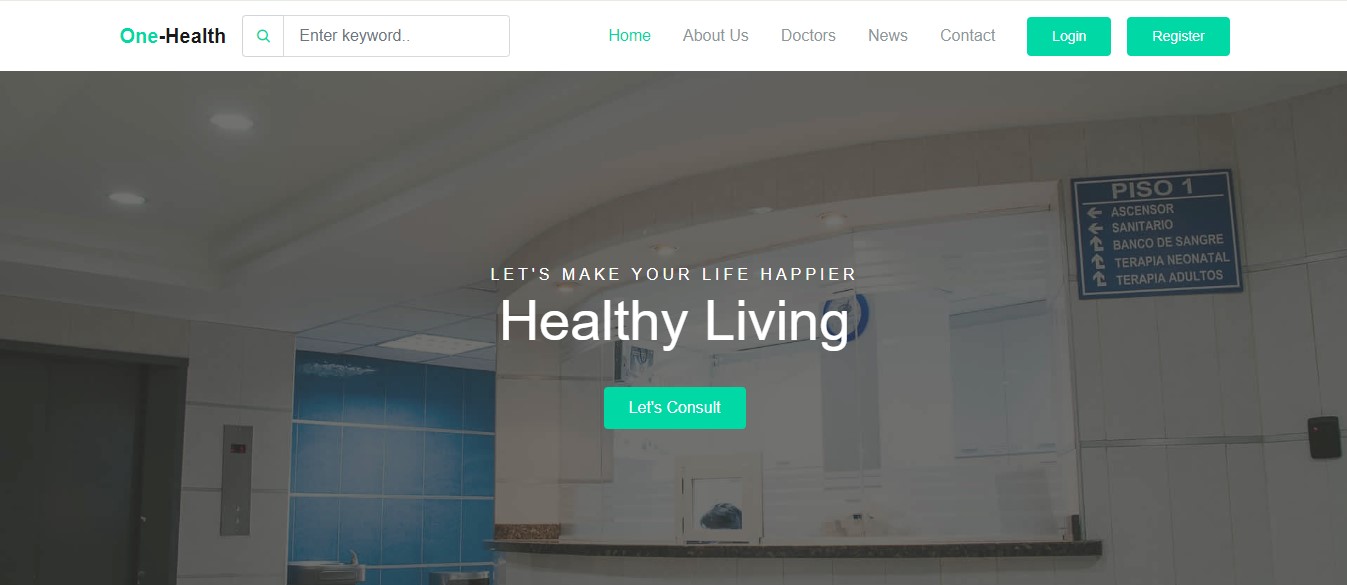 One-Health
Enter keyword..
Home
About Us
Doctors
News
Contact
Login
Register
PISO 1
ASCENSOR
SANITARIO
BANCO DE SANGRE
TERAPIA NEONATAL
TERAPIA ADULTOS
LET'S MAKE YOUR LIFE HAPPIER
Healthy Living
Let's Consult